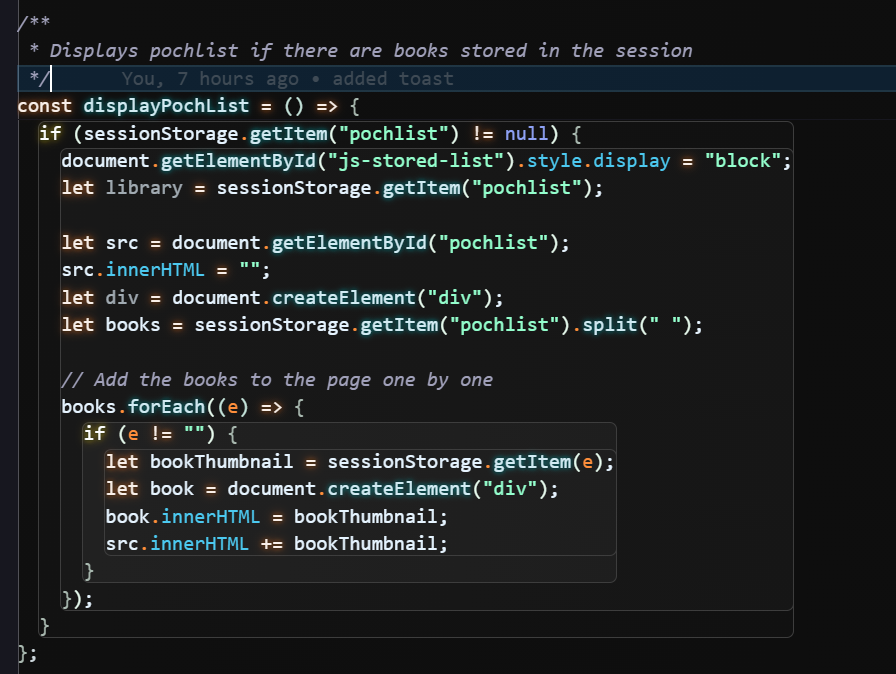 /**
 * Displays pochlist if there are books stored in the session
 */ You, 7 hours ago • added toast
const displayPochList = () => {
  if (sessionStorage.getItem("pochlist") != null) {
    document.getElementById("js-stored-list").style.display = "block";
    let library = sessionStorage.getItem("pochlist");

    let src = document.getElementById("pochlist");
    src.innerHTML = "";
    let div = document.createElement("div");
    let books = sessionStorage.getItem("pochlist").split(" ");

    // Add the books to the page one by one
    books.forEach((e) => {
      if (e != "") {
        let bookThumbnail = sessionStorage.getItem(e);
        let book = document.createElement("div");
        book.innerHTML = bookThumbnail;
        src.innerHTML += bookThumbnail;
      }
    });
  }
};